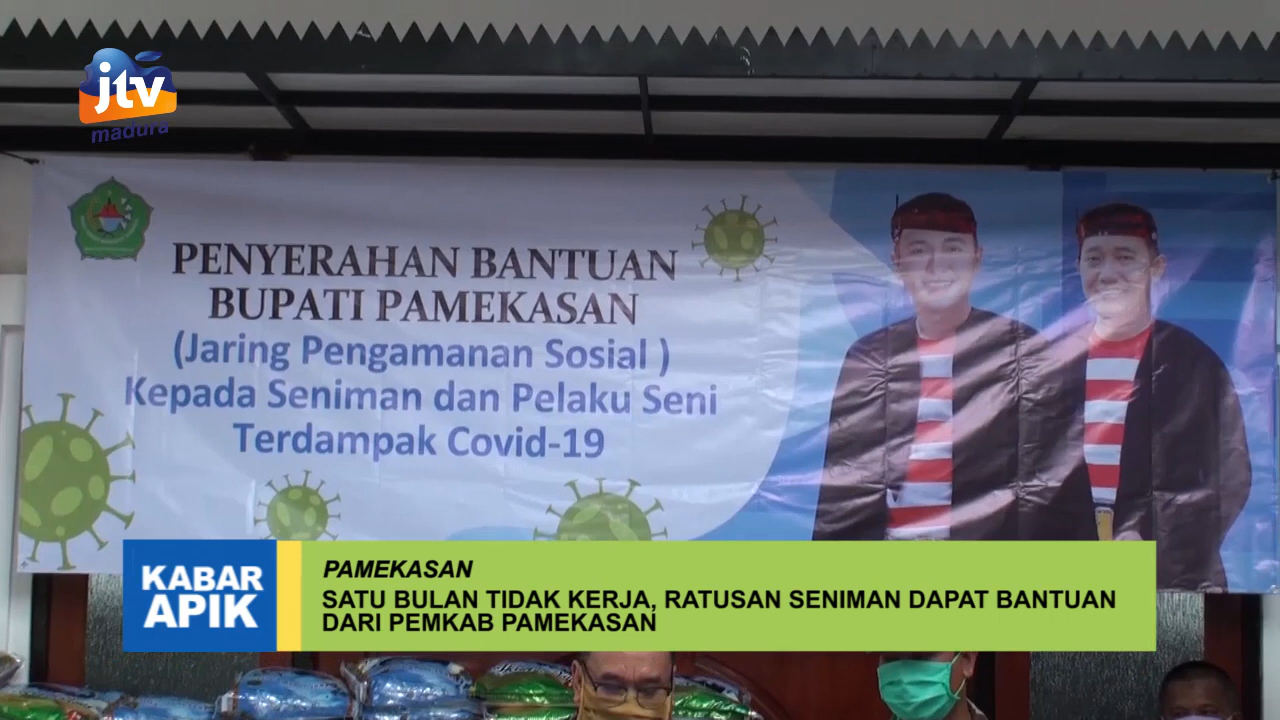 jtv
madura
PENYERAHAN BANTUAN
BUPATI PAMEKASAN
(Jaring Pengamanan Sosial )
Kepada Seniman dan Pelaku Seni
Terdampak Covid-19
KABAR
APIK
PAMEKASAN
SATU BULAN TIDAK KERJA, RATUSAN SENIMAN DAPAT BANTUAN
DARI PEMKAB PAMEKASAN